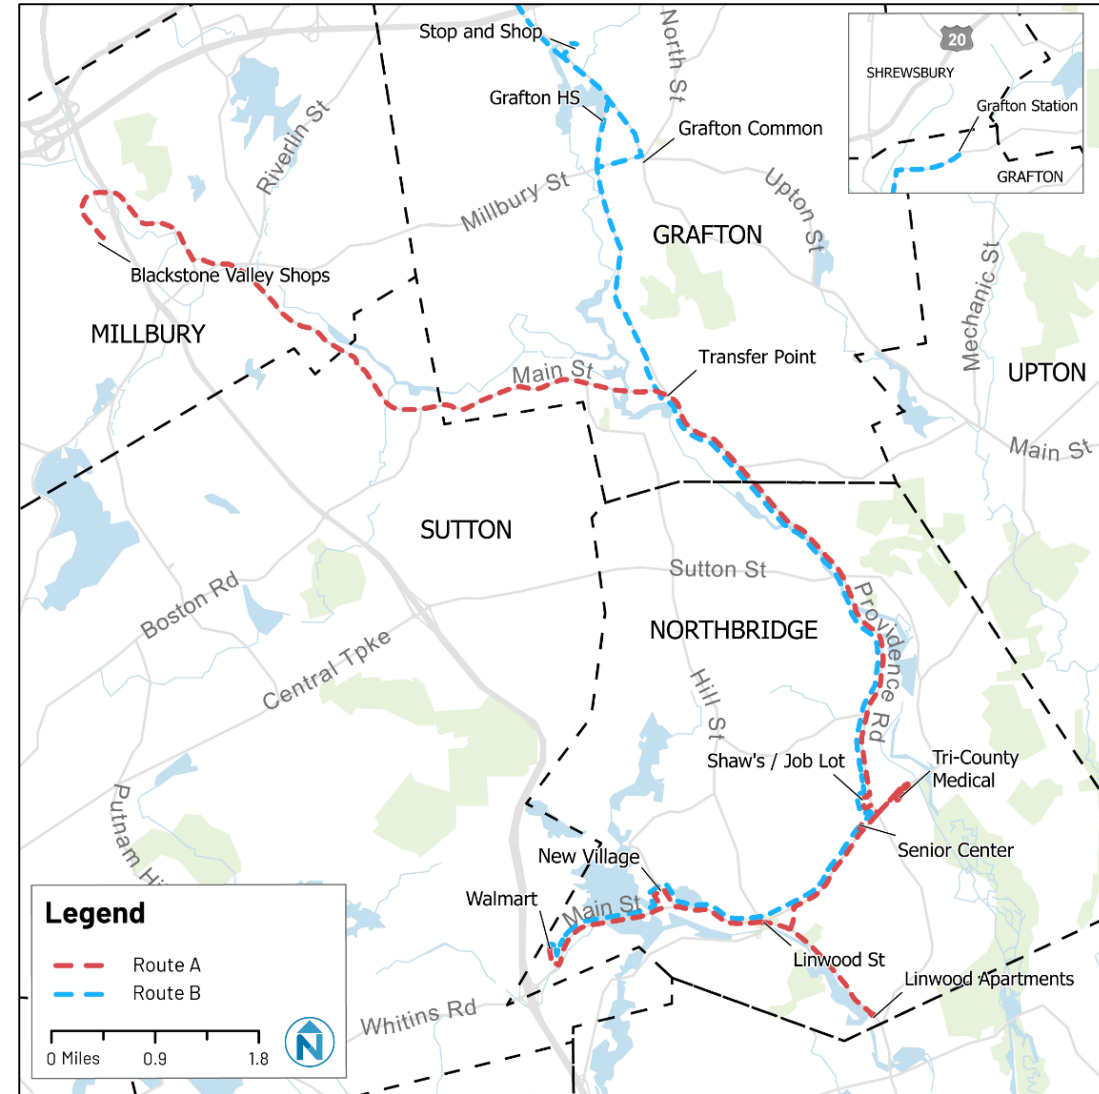 Stop and Shop
North St
20
SHREWSBURY
Grafton Station
GRAFTON
Grafton HS
Grafton Common
Riverlin St
Millbury St
Upton St
GRAFTON
Mechanic St
Blackstone Valley Shops
MILLBURY
Main St
Transfer Point
UPTON
Main St
SUTTON
Sutton St
Boston Rd
NORTHBRIDGE
Providence Rd
Central Tpke
Hill St
Shaw's / Job Lot
Tri-County
Medical
Putnam Hi
New Village
Senior Center
Walmart
Main St
Linwood St
Linwood Apartments
Whitins Rd
Legend
Route A
Route B
0 Miles
0.9
1.8
N